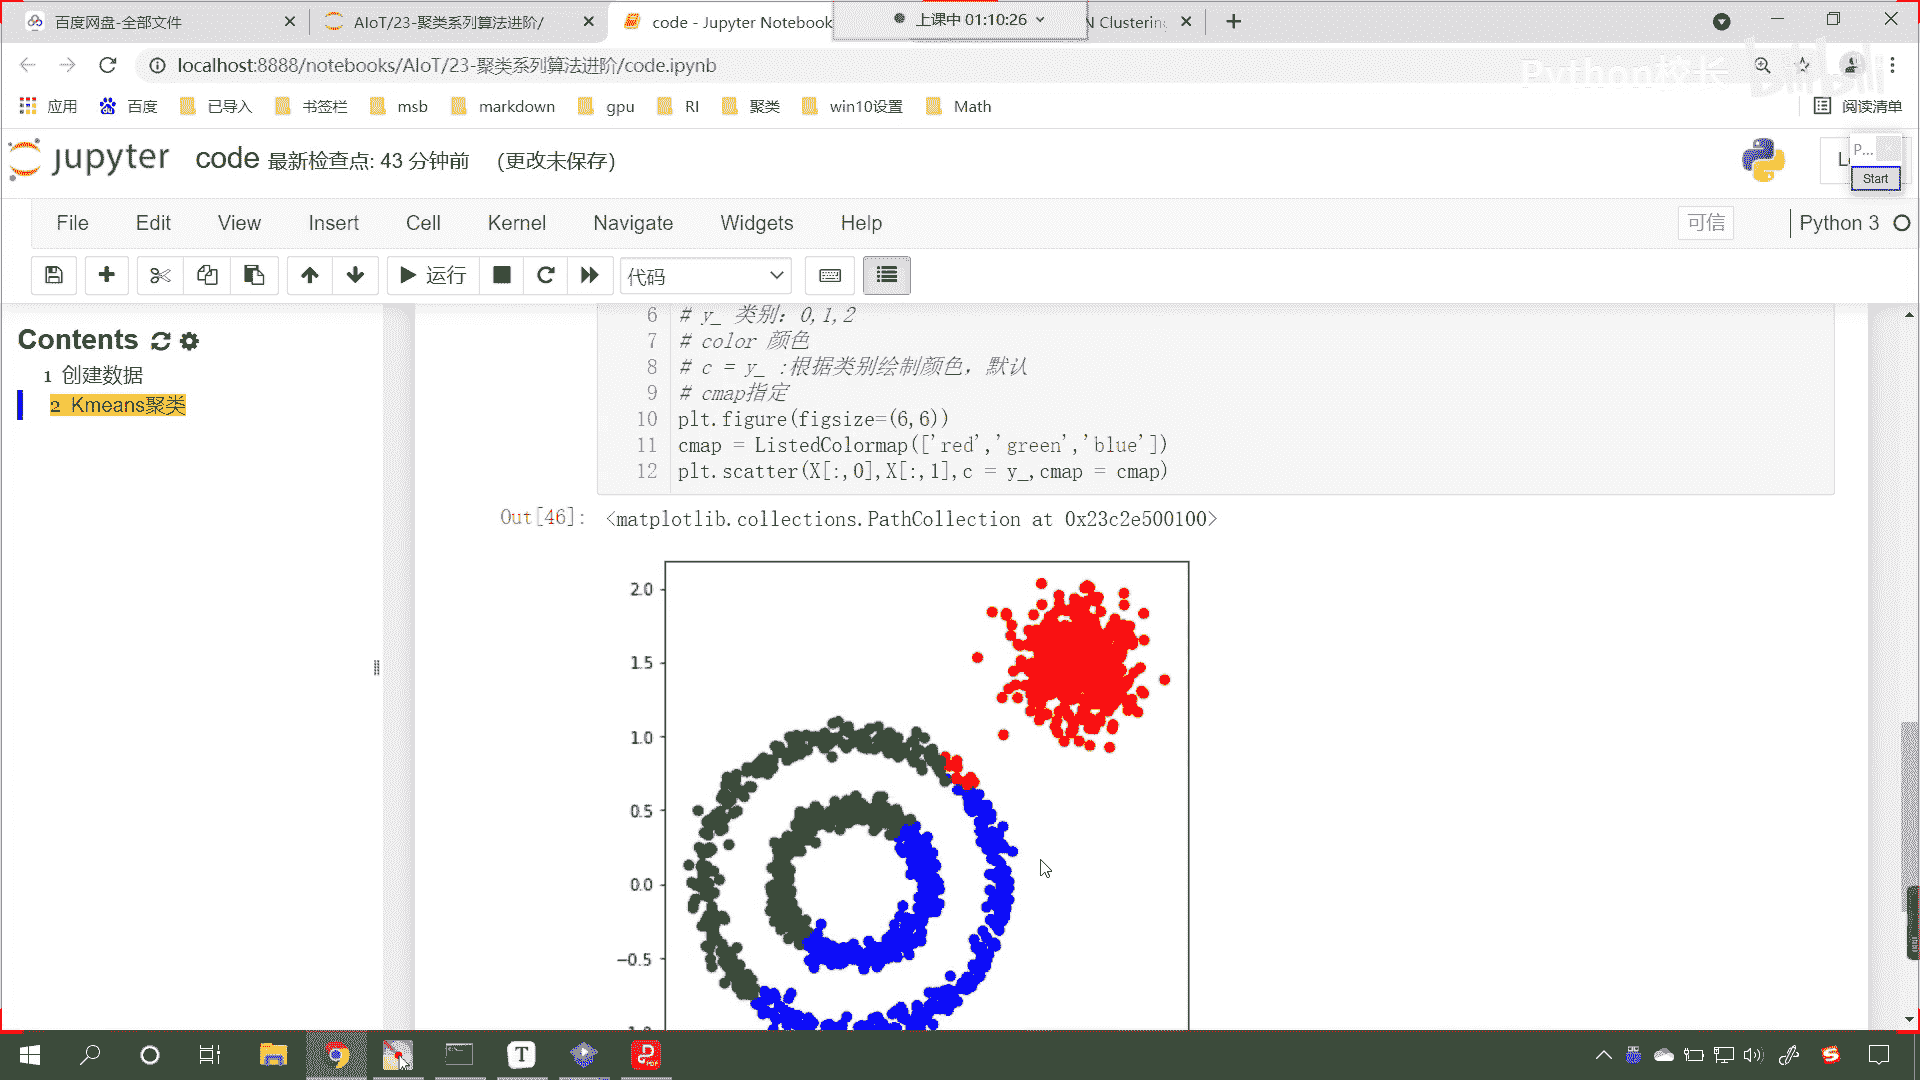 百度网盘-全部文件
AIoT/23-聚类系列算法进阶/
code - Jupyter Notebook
上课中 01:10:26
N Clustering
localhost:8888/notebooks/AIoT/23-聚类系列算法进阶/code.ipynb
Python校长
bilibili
应用
百度
已导入
书签栏
msb
markdown
gpu
RI
聚类
win10设置
Math
阅读清单
jupyter
code 最新检查点: 43 分钟前 (更改未保存)
P...
Start
File Edit View Insert Cell Kernel Navigate Widgets Help
可信
Python 3
运行
代码
Contents
1 创建数据
2 Kmeans聚类
6 # y_ 类别：0,1,2
7 # color 颜色
8 # c = y_ :根据类别绘制颜色，默认
9 # cmap指定
10 plt.figure(figsize=(6,6))
11 cmap = ListedColormap(['red','green','blue'])
12 plt.scatter(X[:,0],X[:,1],c = y_,cmap = cmap)
Out[46]: <matplotlib.collections.PathCollection at 0x23c2e500100>
2.0
1.5
1.0
0.5
0.0
−0.5